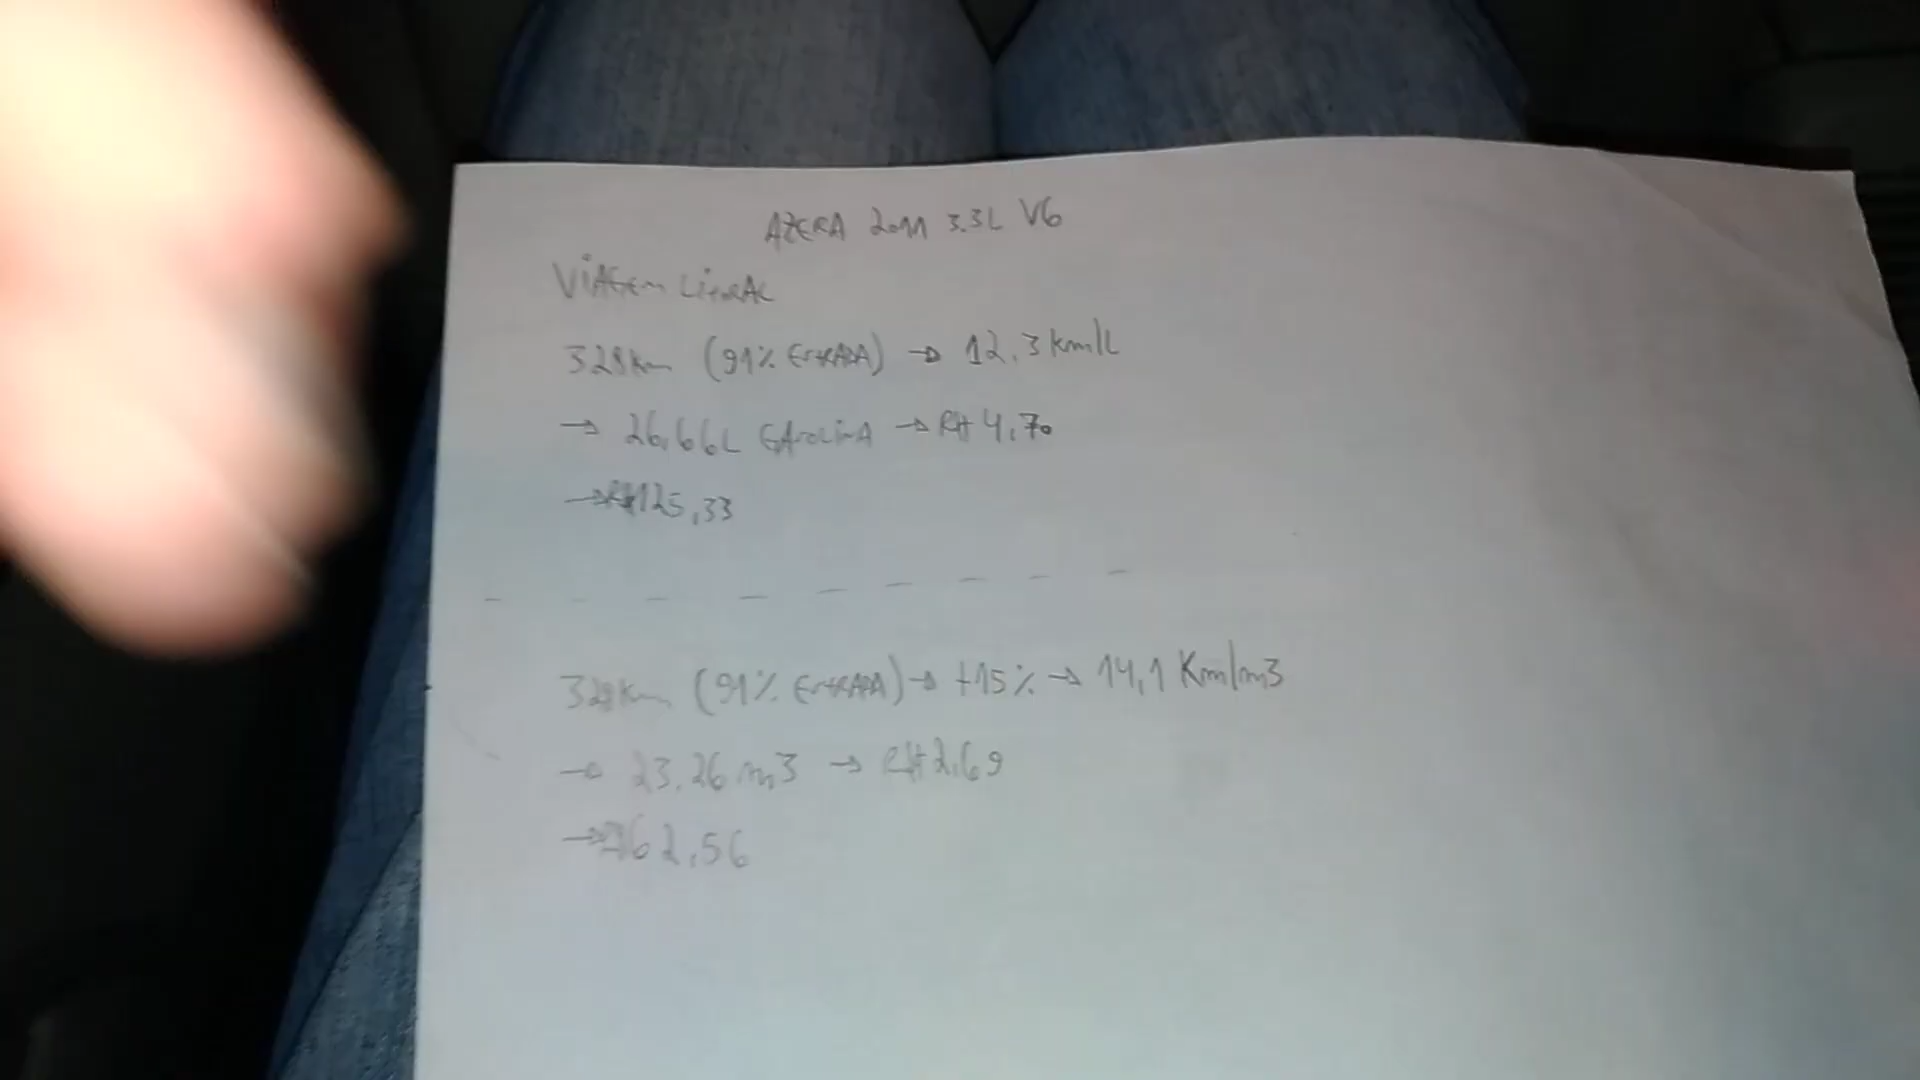 AZERA 2011 3.3L V6
ViAGEM LiTORAL
328Km (91% ESTRADA) → 12,3 Km/L
→ 26,66L GASOLiNA → R$ 4,70
→ R$125,33
328Km (91% ESTRADA) → +15% → 14,1 Km/m3
→ 23,26 m3 → R$ 2,69
→ R$62,56